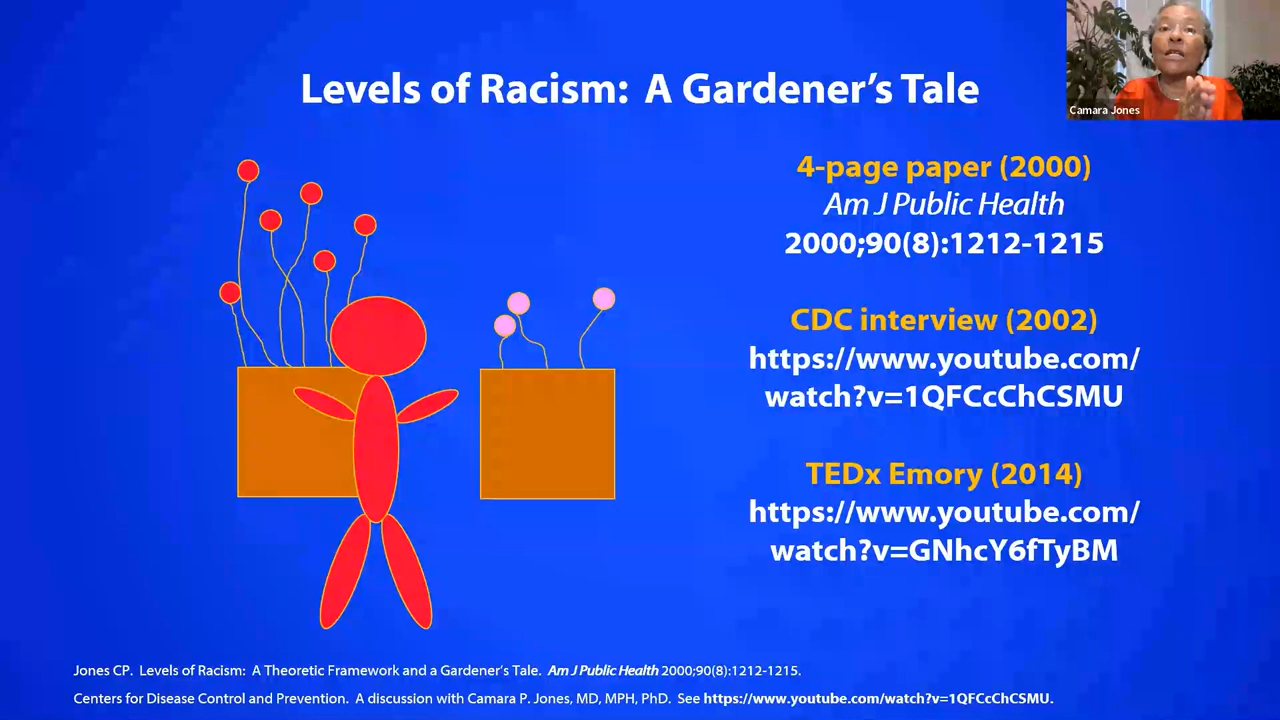 Levels of Racism: A Gardener's Tale
Camara Jones
4-page paper (2000)
Am J Public Health
2000;90(8):1212-1215
CDC interview (2002)
https://www.youtube.com/
watch?v=1QFCcChCSMU
TEDx Emory (2014)
https://www.youtube.com/
watch?v=GNhcY6fTyBM
Jones CP. Levels of Racism: A Theoretic Framework and a Gardener's Tale. Am J Public Health 2000;90(8):1212-1215.
Centers for Disease Control and Prevention. A discussion with Camara P. Jones, MD, MPH, PhD. See https://www.youtube.com/watch?v=1QFCcChCSMU.